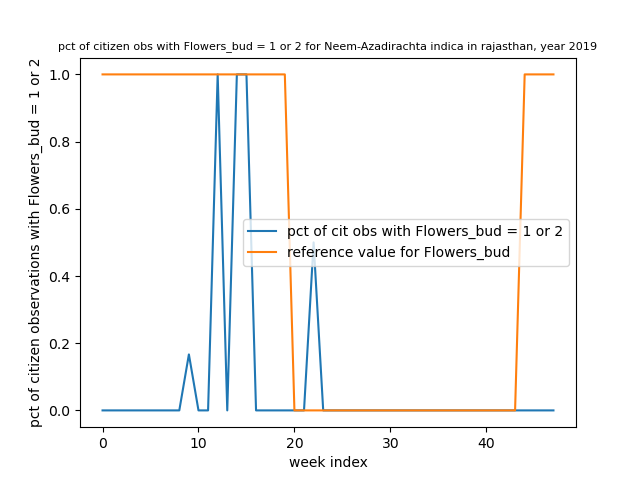 pct of citizen obs with Flowers_bud = 1 or 2 for Neem-Azadirachta indica in rajasthan, year 2019
pct of citizen observations with Flowers_bud = 1 or 2
1.0
0.8
0.6
0.4
0.2
0.0
pct of cit obs with Flowers_bud = 1 or 2
reference value for Flowers_bud
0 10 20 30 40
week index